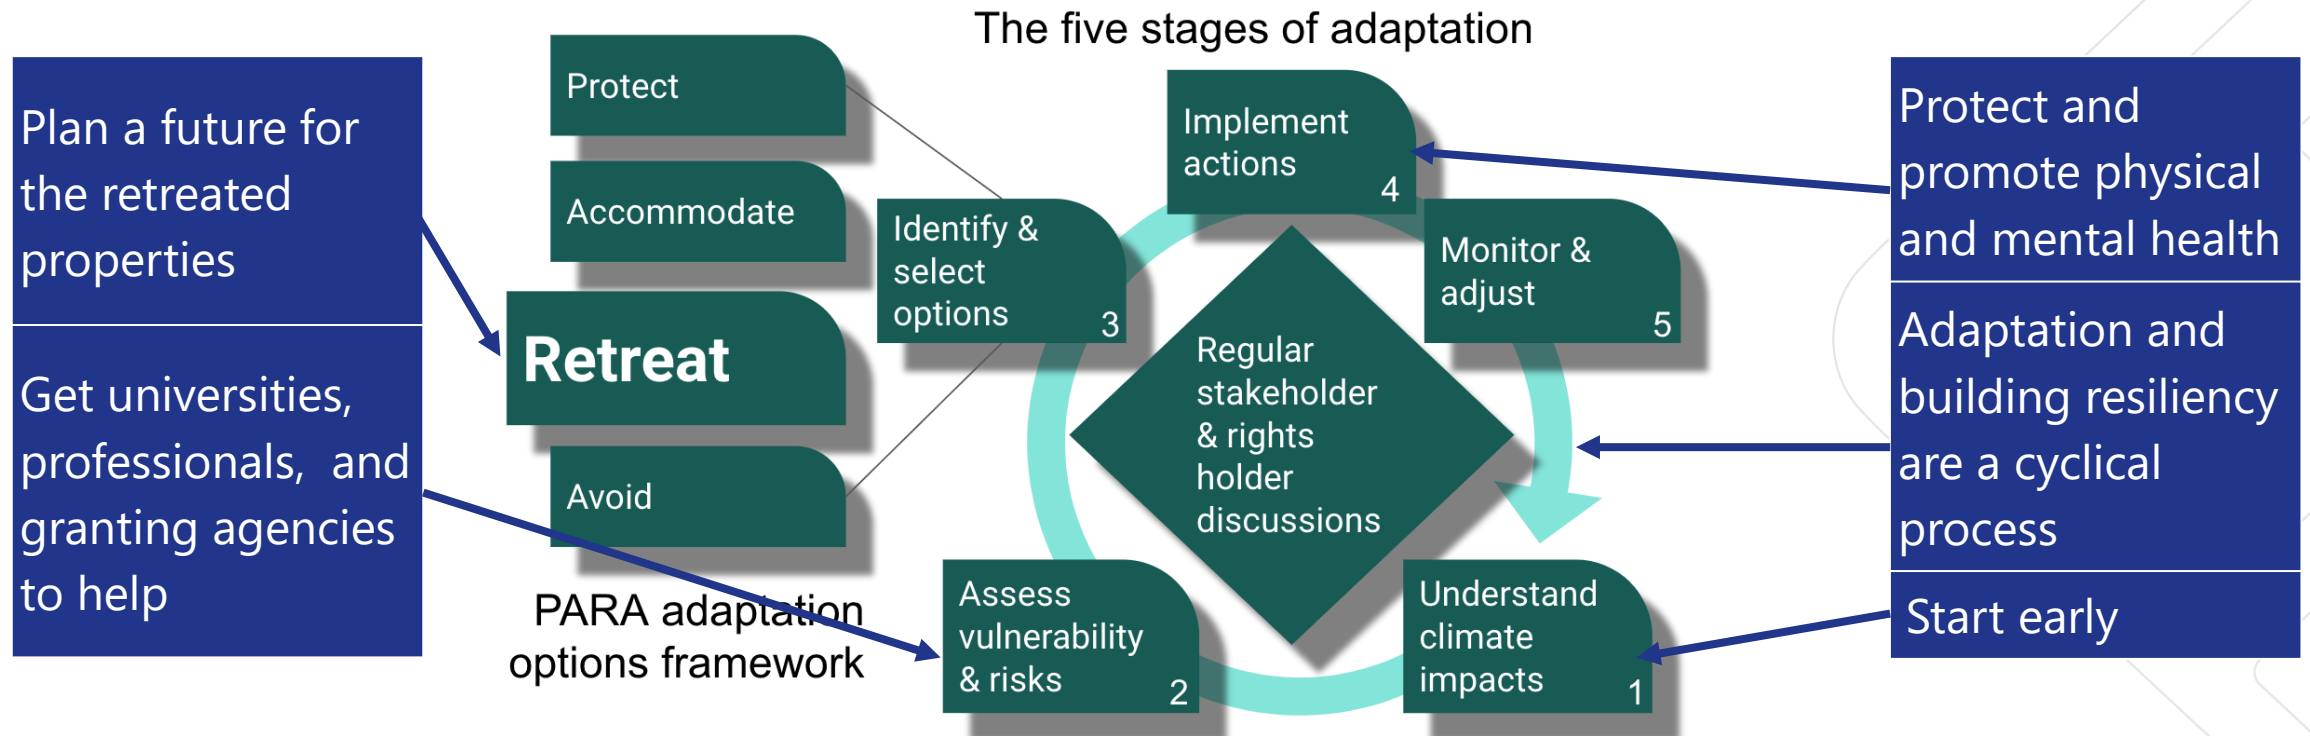 The five stages of adaptation
Plan a future for
the retreated
properties
Get universities,
professionals,  and
granting agencies
to help
Protect
Accommodate
Retreat
Avoid
PARA adaptation
options framework
Identify &
select
options
3
Implement
actions
4
Monitor &
adjust
5
Regular
stakeholder
& rights
holder
discussions
Assess
vulnerability
& risks
2
Understand
climate
impacts
1
Protect and
promote physical
and mental health
Adaptation and
building resiliency
are a cyclical
process
Start early